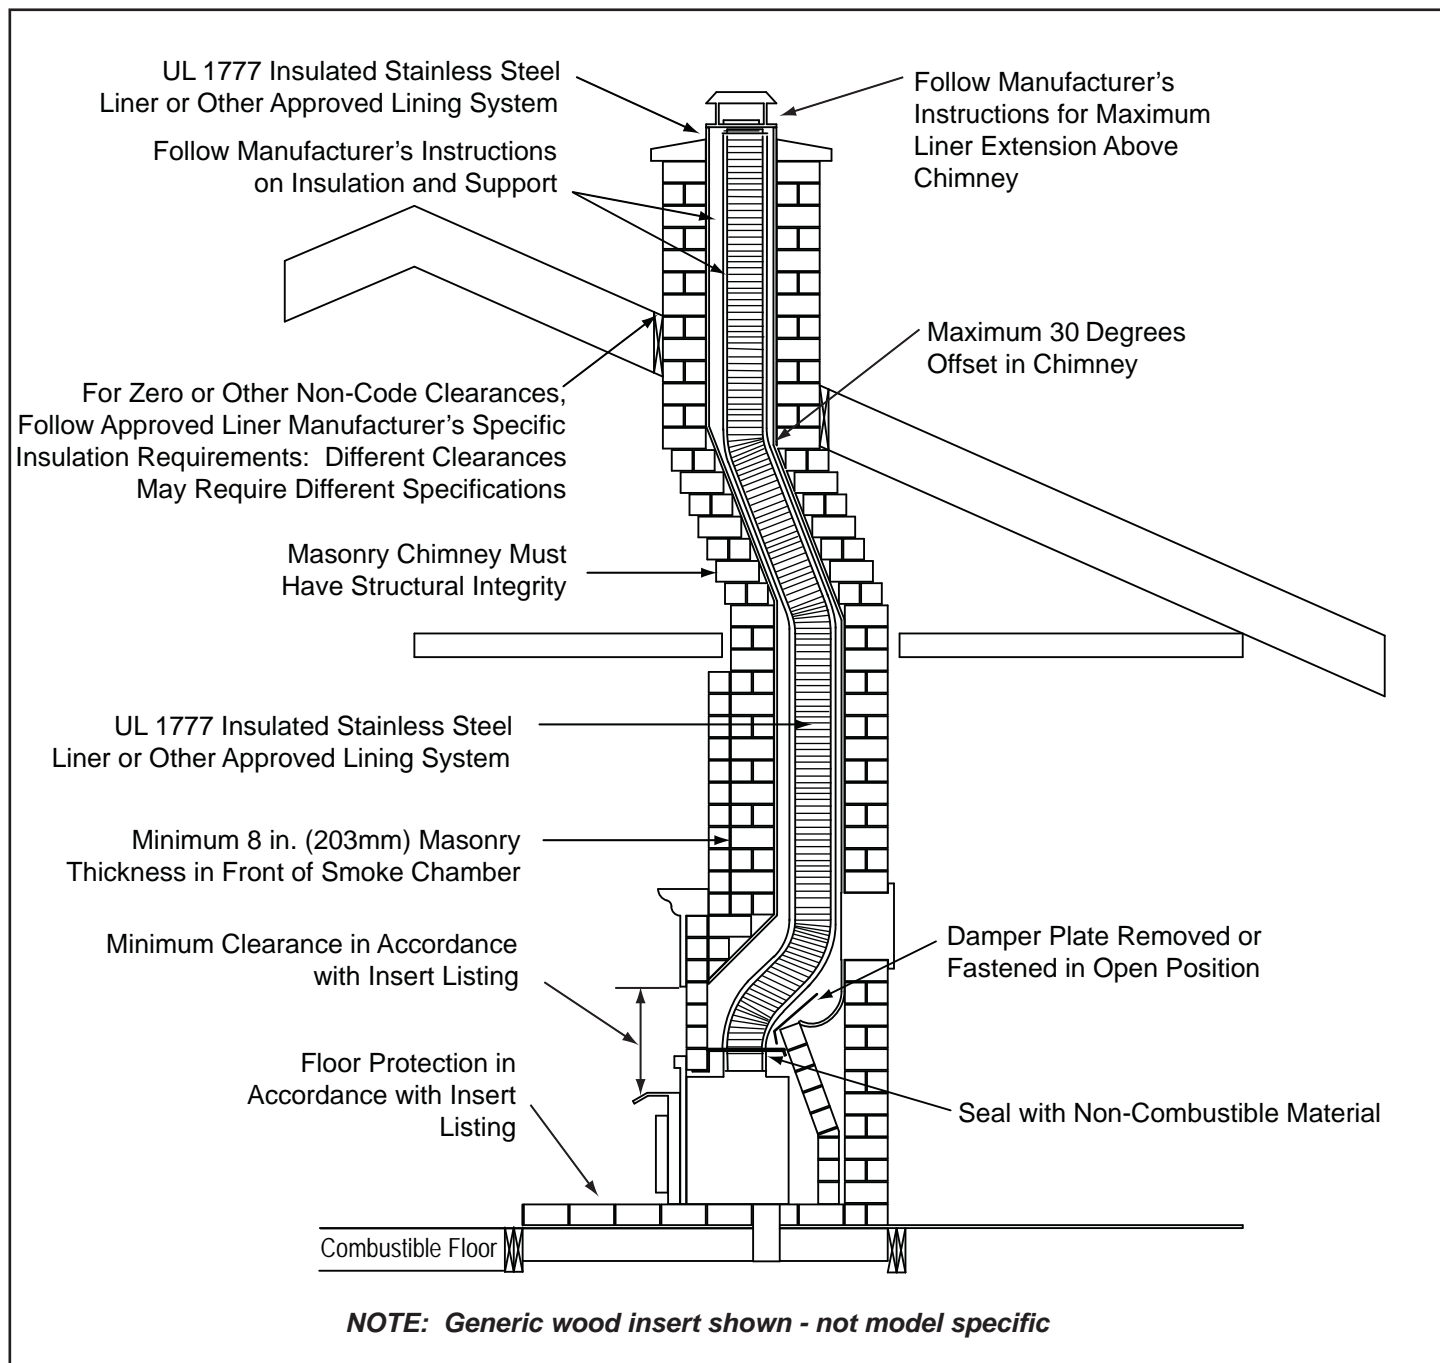 UL 1777 Insulated Stainless Steel
Liner or Other Approved Lining System
Follow Manufacturer’s
Instructions for Maximum
Liner Extension Above
Chimney
Follow Manufacturer’s Instructions
on Insulation and Support
Maximum 30 Degrees
Offset in Chimney
For Zero or Other Non-Code Clearances,
Follow Approved Liner Manufacturer’s Specific
Insulation Requirements: Different Clearances
May Require Different Specifications
Masonry Chimney Must
Have Structural Integrity
UL 1777 Insulated Stainless Steel
Liner or Other Approved Lining System
Minimum 8 in. (203mm) Masonry
Thickness in Front of Smoke Chamber
Minimum Clearance in Accordance
with Insert Listing
Damper Plate Removed or
Fastened in Open Position
Floor Protection in
Accordance with Insert
Listing
Seal with Non-Combustible Material
Combustible Floor
NOTE: Generic wood insert shown - not model specific